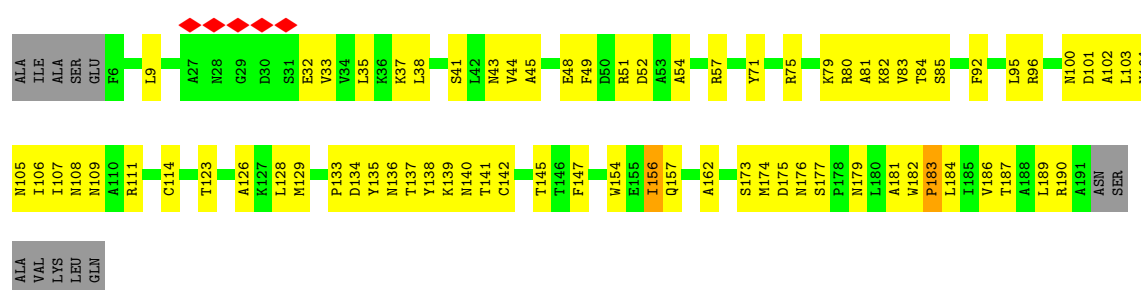 ALA ILE ALA SER GLU F6 L9 A27 N28 G29 D30 S31 E32 V33 V34 L35 K36 K37 L38 S41 L42 N43 V44 A45 E48 F49 D50 R51 D52 A53 A54 R57 Y71 R75 K79 R80 A81 K82 V83 T84 S85 F92 L95 R96 N100 D101 A102 L103
N105 I106 I107 N108 N109 A110 R111 C114 T123 A126 K127 L128 M129 P133 D134 Y135 N136 T137 Y138 K139 N140 T141 C142 T145 T146 F147 W154 E155 I156 Q157 A162 S173 M174 D175 N176 S177 P178 N179 L180 A181 W182 P183 L184 I185 V186 T187 A188 L189 R190 A191 ASN SER
ALA VAL LYS LEU GLN